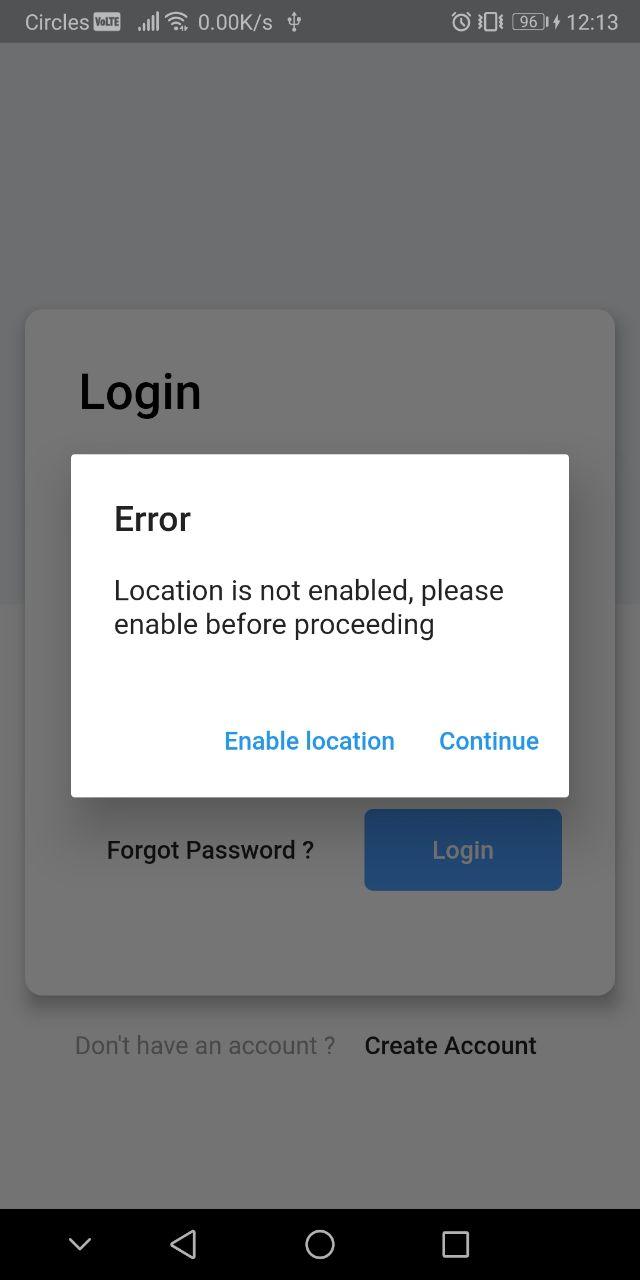 Circles VoLTE 0.00K/s 96 12:13
Login
Error
Location is not enabled, please
enable before proceeding
Enable location Continue
Forgot Password ? Login
Don't have an account ? Create Account